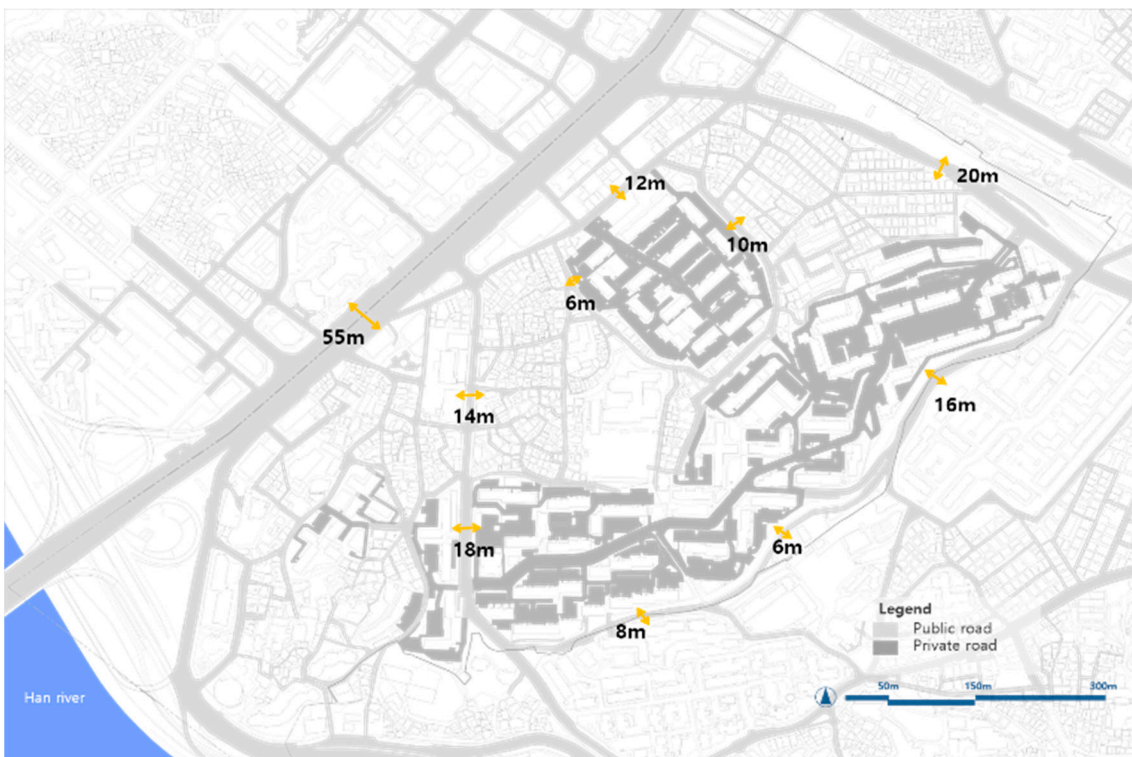 20m
12m
10m
6m
55m
14m
16m
18m
6m
8m
Legend
Public road
Private road
Han river
50m 150m 300m